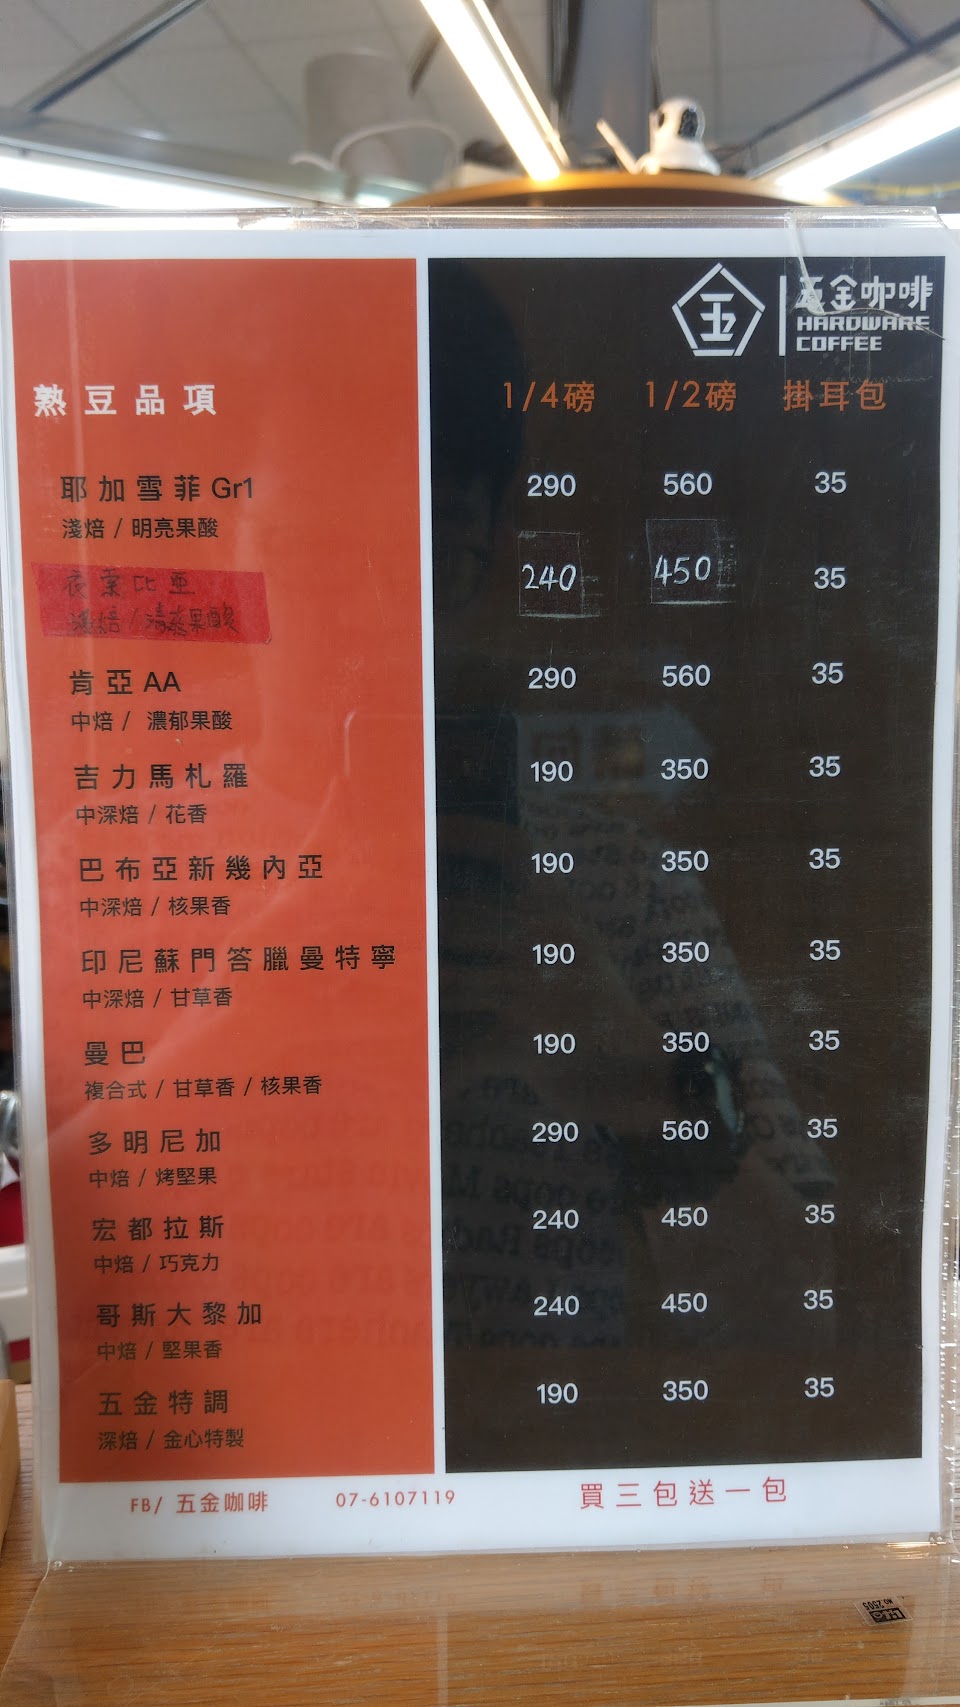 五金咖啡
HARDWARE
COFFEE
熟豆品項 1/4磅 1/2磅 掛耳包
耶加雪菲 Gr1 290 560 35
淺焙 / 明亮果酸
衣索比亞 240 450 35
淺焙 / 清爽果酸
肯亞 AA 290 560 35
中焙 / 濃郁果酸
吉力馬札羅 190 350 35
中深焙 / 花香
巴布亞新幾內亞 190 350 35
中深焙 / 核果香
印尼蘇門答臘曼特寧 190 350 35
中深焙 / 甘草香
曼巴 190 350 35
複合式 / 甘草香 / 核果香
多明尼加 290 560 35
中焙 / 烤堅果
宏都拉斯 240 450 35
中焙 / 巧克力
哥斯大黎加 240 450 35
中焙 / 堅果香
五金特調 190 350 35
深焙 / 金心特製
FB/ 五金咖啡 07-6107119 買三包送一包
NO.2505